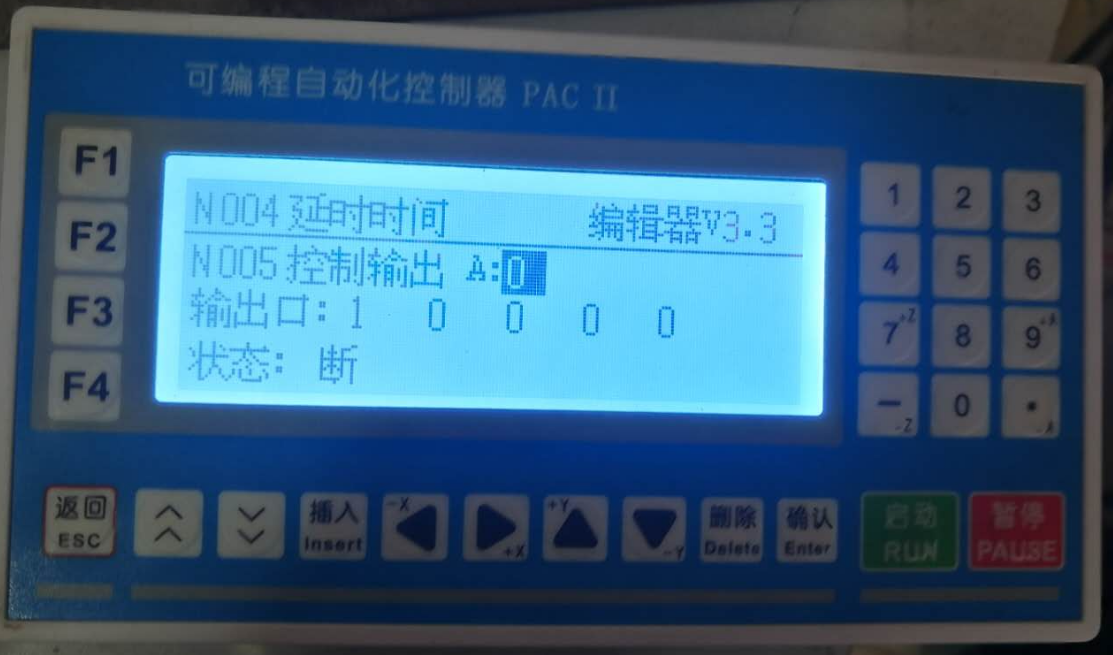 可编程自动化控制器 PAC II
F1
F2
F3
F4
N004 延时时间 编辑器V3.3
N005 控制输出 A:0
输出口: 1 0 0 0 0
状态: 断
1 2 3
4 5 6
7 +Z 8 9 +A
- -Z 0 . -A
返回 ESC
插入 Insert
-X
+X
+Y
-Y
删除 Delete
确认 Enter
启动 RUN
暂停 PAUSE